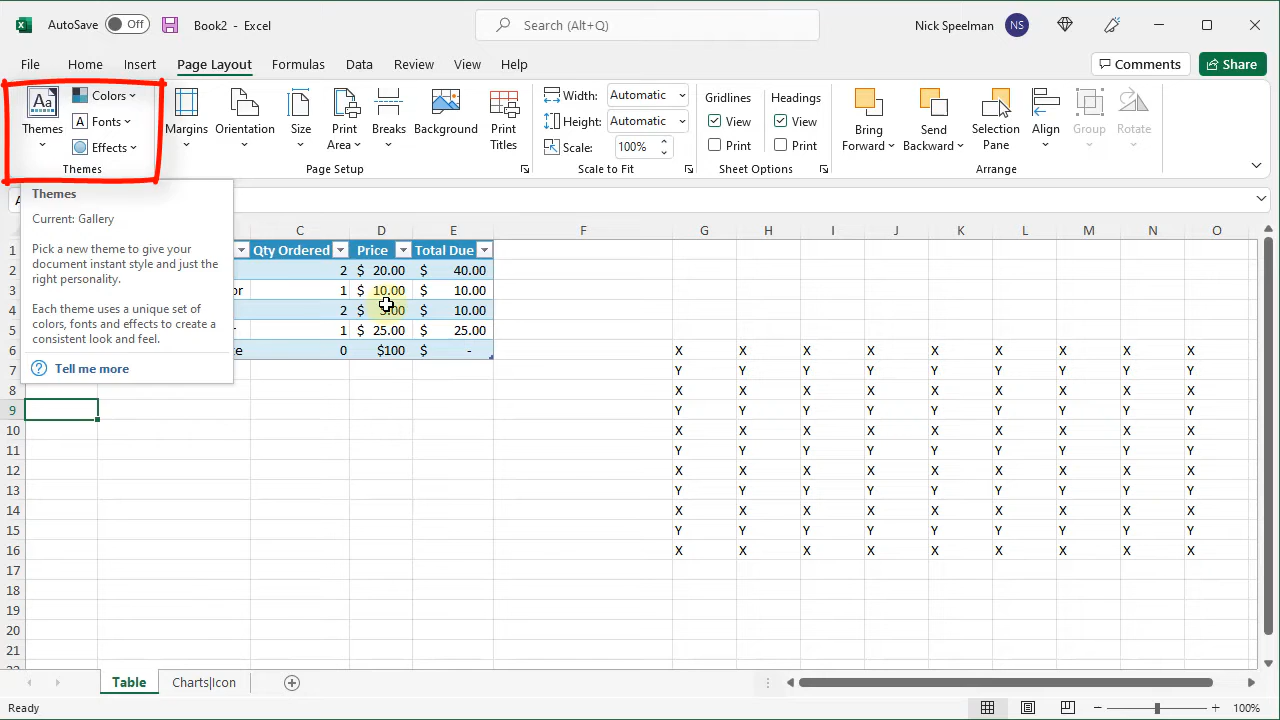 AutoSave Off Book2 - Excel Search (Alt+Q) Nick Speelman NS
File Home Insert Page Layout Formulas Data Review View Help Comments Share
Themes
Colors
Fonts
Effects
Themes
Margins
Orientation
Size
Print Area
Breaks
Background
Print Titles
Page Setup
Width: Automatic
Height: Automatic
Scale: 100%
Scale to Fit
Gridlines Headings
View View
Print Print
Sheet Options
Bring Forward
Send Backward
Selection Pane
Align
Group
Rotate
Arrange
Themes
Current: Gallery
Pick a new theme to give your
document instant style and just the
right personality.
Each theme uses a unique set of
colors, fonts and effects to create a
consistent look and feel.
Tell me more
C D E F G H I J K L M N O
1 Qty Ordered Price Total Due
2 2 $ 20.00 $ 40.00
3 or 1 $ 10.00 $ 10.00
4 2 $ 5.00 $ 10.00
5 1 $ 25.00 $ 25.00
6 ce 0 $100 $ - X X X X X X X X X
7 Y Y Y Y Y Y Y Y Y
8 X X X X X X X X X
9 Y Y Y Y Y Y Y Y Y
10 X X X X X X X X X
11 Y Y Y Y Y Y Y Y Y
12 X X X X X X X X X
13 Y Y Y Y Y Y Y Y Y
14 X X X X X X X X X
15 Y Y Y Y Y Y Y Y Y
16 X X X X X X X X X
17
18
19
20
21
Table Charts|Icon
Ready 100%